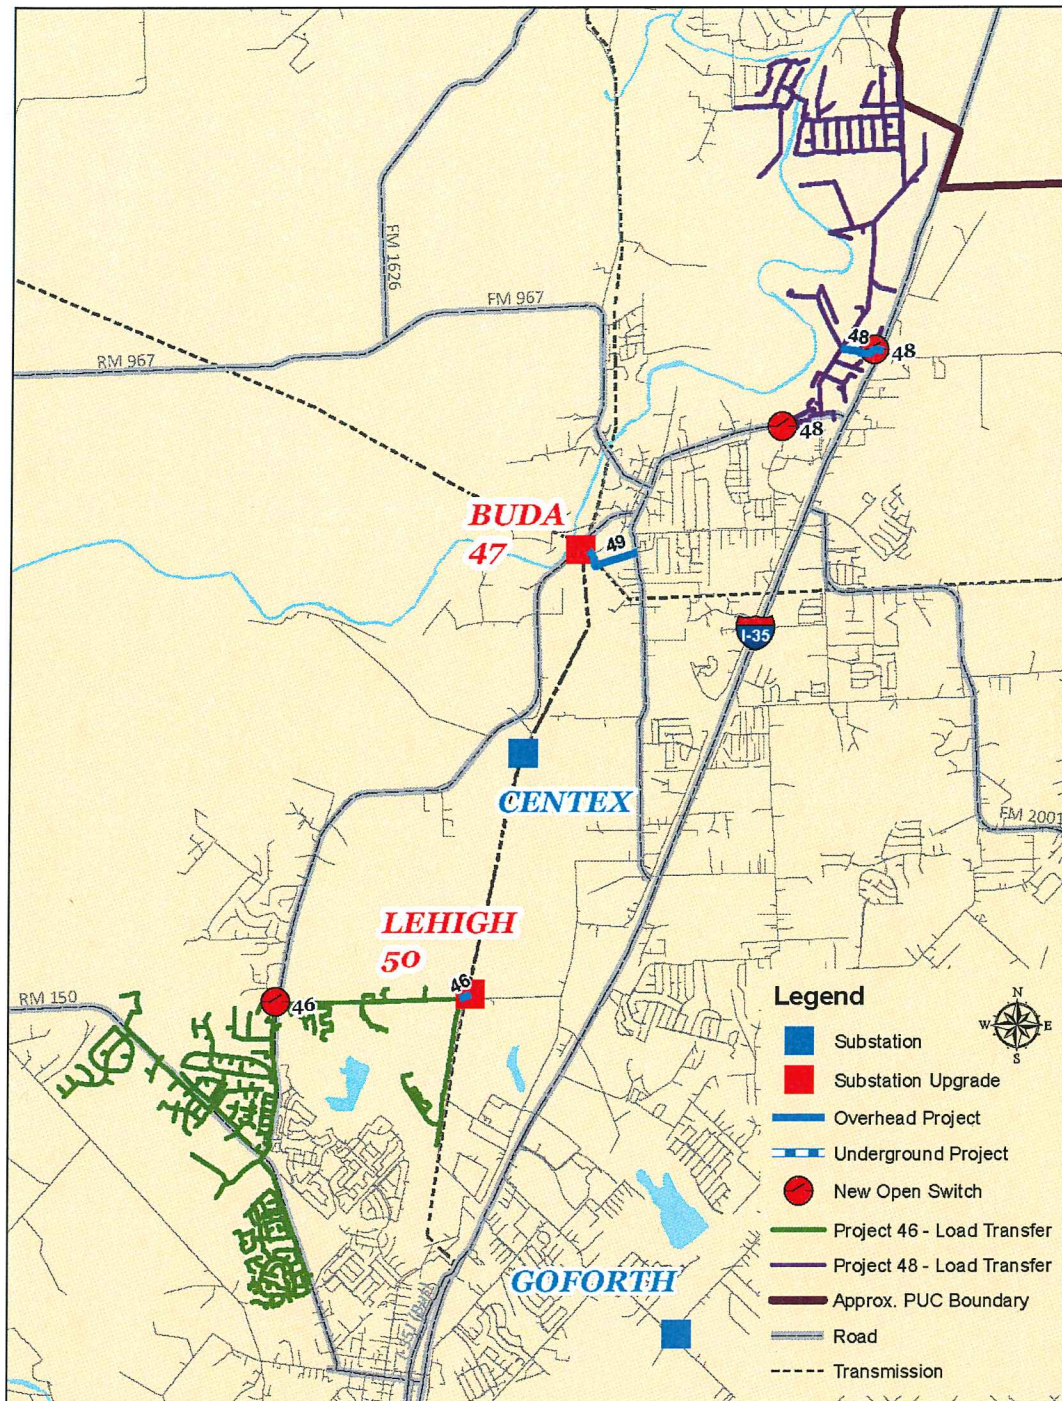 FM 1626
FM 967
RM 967
48
48
48
BUDA
47
49
I-35
CENTEX
FM 2001
LEHIGH
50
46
RM 150
46
GOFORTH
Legend
N
W E
S
Substation
Substation Upgrade
Overhead Project
Underground Project
New Open Switch
Project 46 - Load Transfer
Project 48 - Load Transfer
Approx. PUC Boundary
Road
Transmission